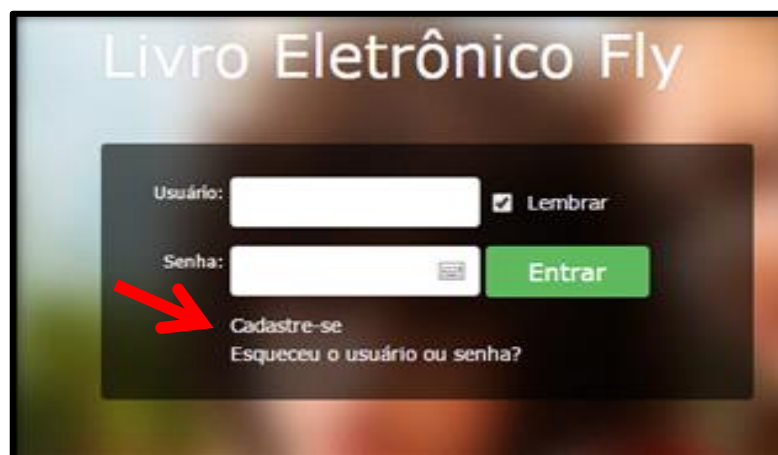 Livro Eletrônico Fly
Usuário:
Lembrar
Senha:
Entrar
Cadastre-se
Esqueceu o usuário ou senha?